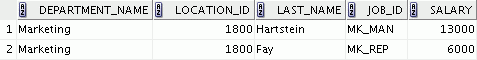 DEPARTMENT_NAME LOCATION_ID LAST_NAME JOB_ID SALARY
1 Marketing 1800 Hartstein MK_MAN 13000
2 Marketing 1800 Fay MK_REP 6000